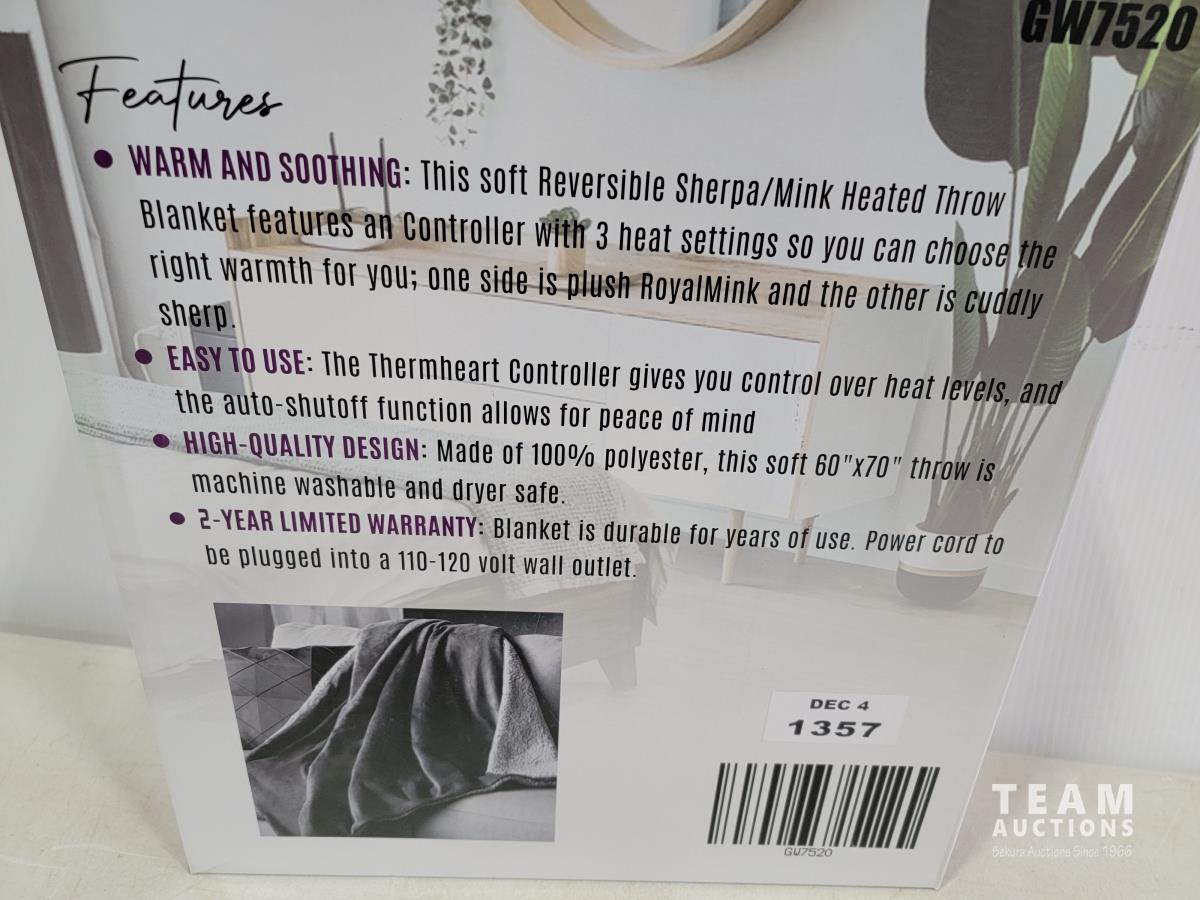 GW7520
Features
• WARM AND SOOTHING: This soft Reversible Sherpa/Mink Heated Throw
Blanket features an Controller with 3 heat settings so you can choose the
right warmth for you; one side is plush RoyalMink and the other is cuddly
sherp.
• EASY TO USE: The Thermheart Controller gives you control over heat levels, and
the auto-shutoff function allows for peace of mind
• HIGH-QUALITY DESIGN: Made of 100% polyester, this soft 60"x70" throw is
machine washable and dryer safe.
• 2-YEAR LIMITED WARRANTY: Blanket is durable for years of use. Power cord to
be plugged into a 110-120 volt wall outlet.
DEC 4
1357
GW7520
TEAM
AUCTIONS
Sekura Auctions Since 1966